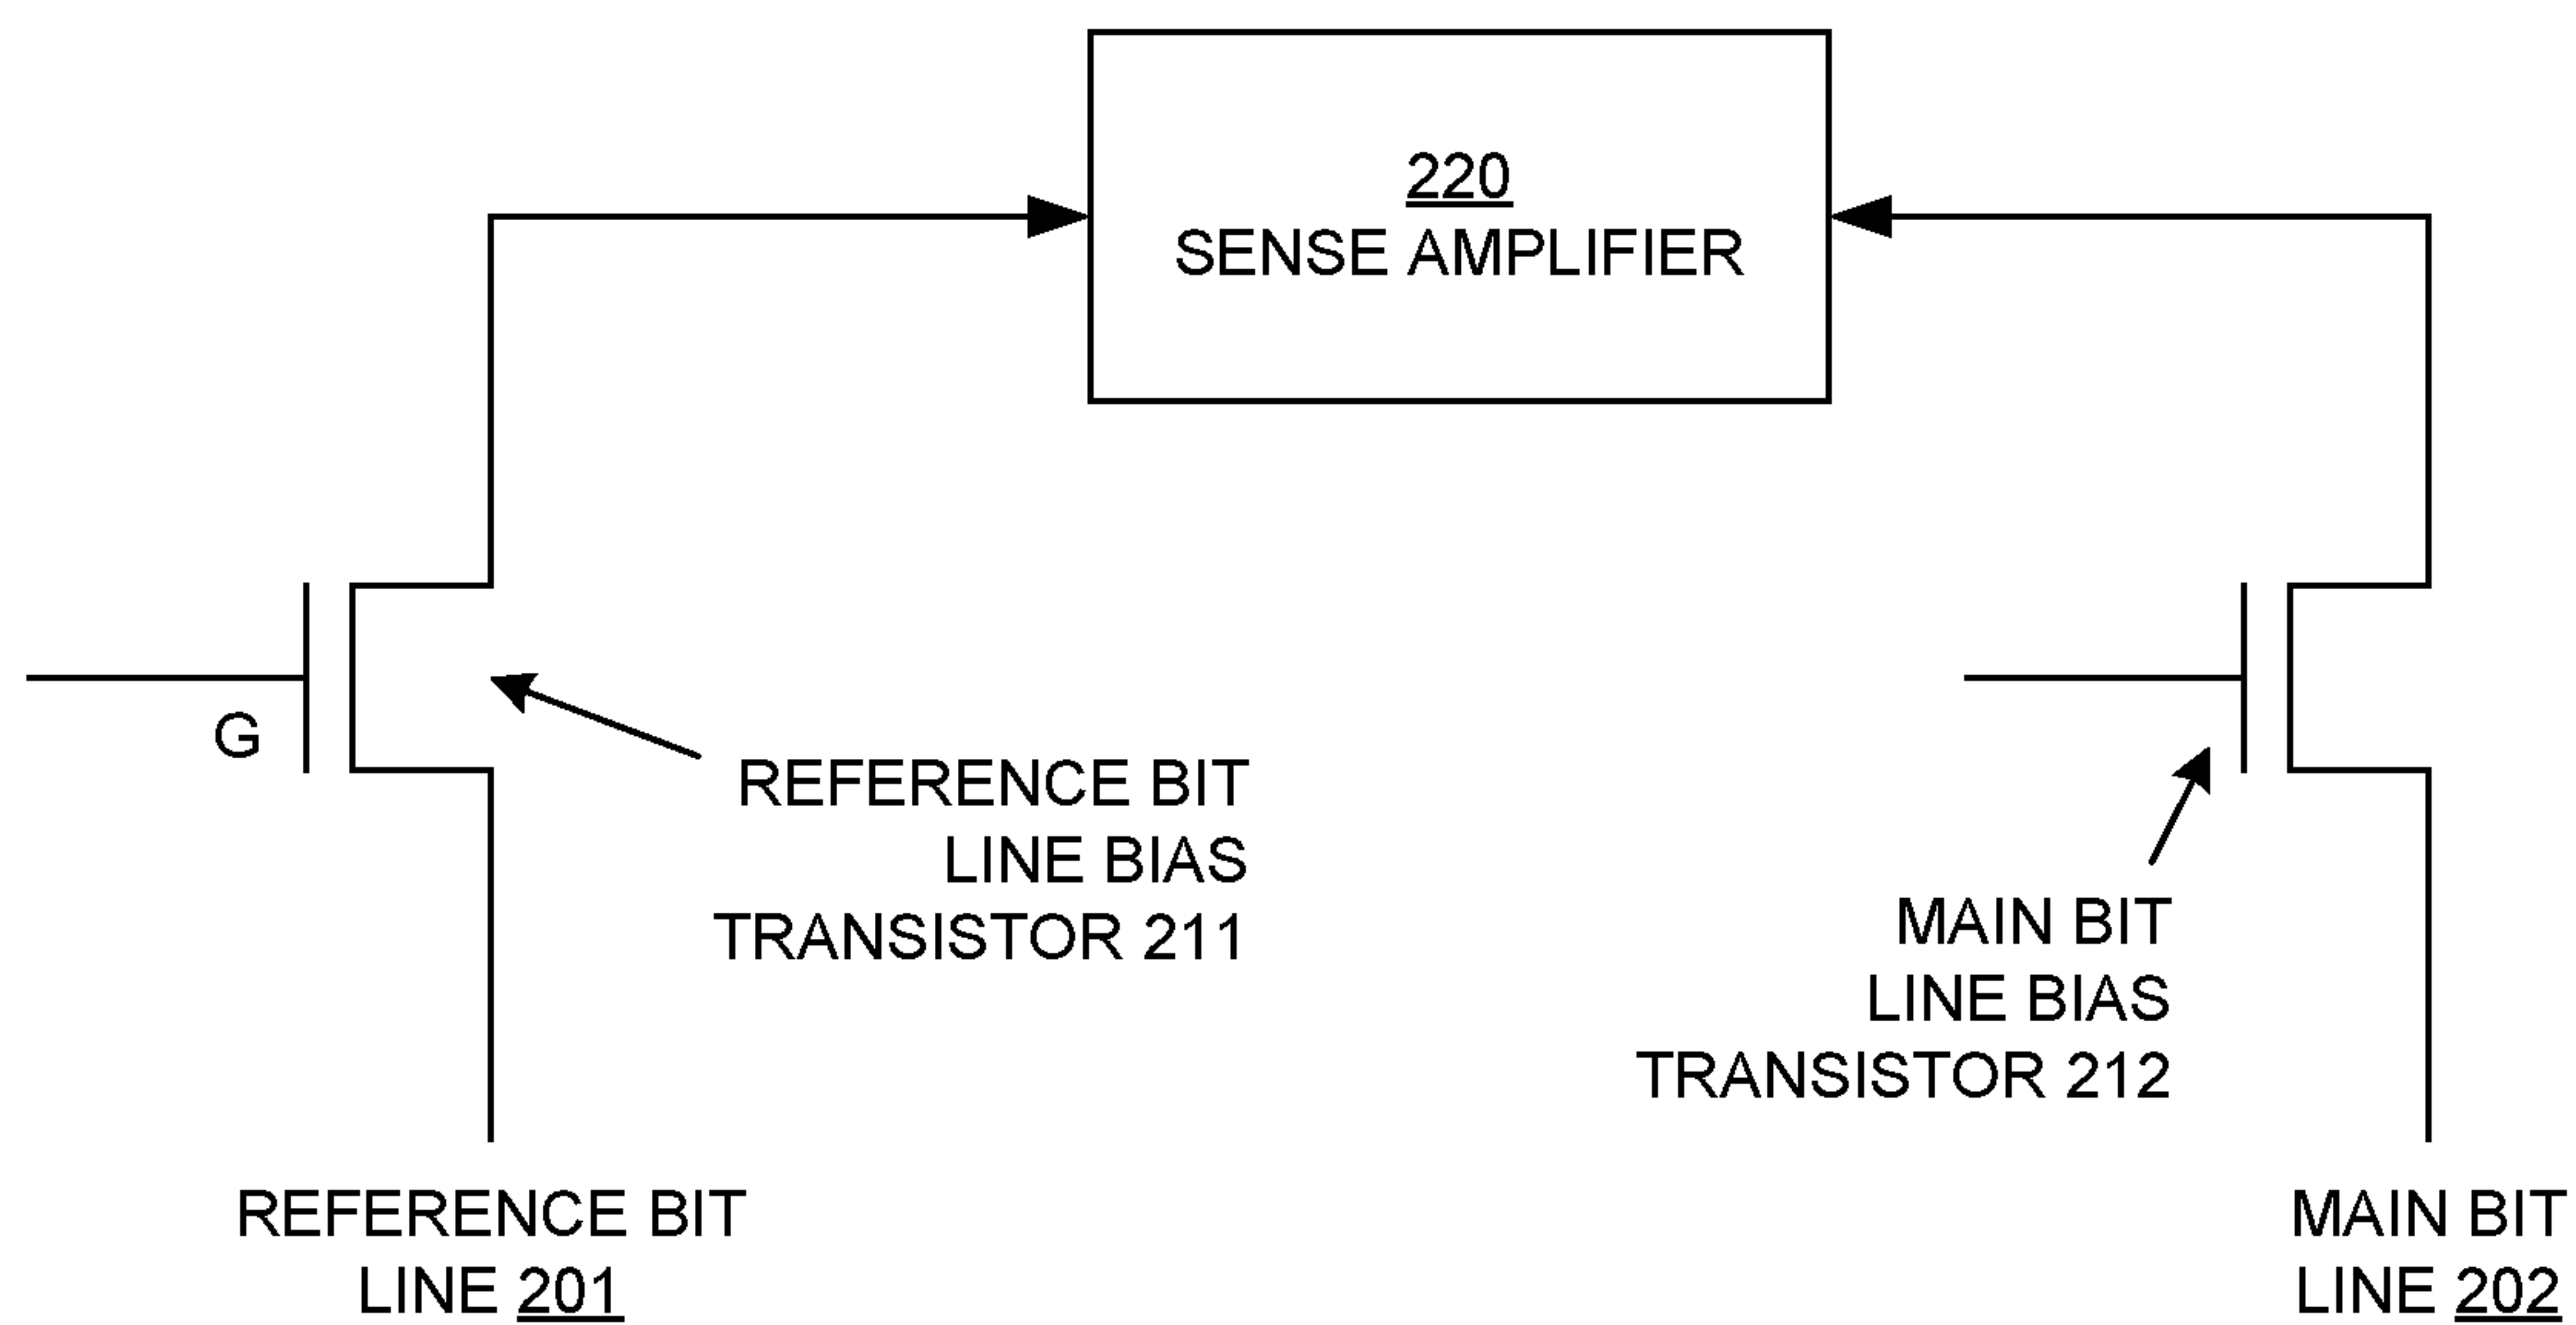 220
SENSE AMPLIFIER
G
REFERENCE BIT
LINE BIAS
TRANSISTOR 211
MAIN BIT
LINE BIAS
TRANSISTOR 212
REFERENCE BIT
LINE 201
MAIN BIT
LINE 202